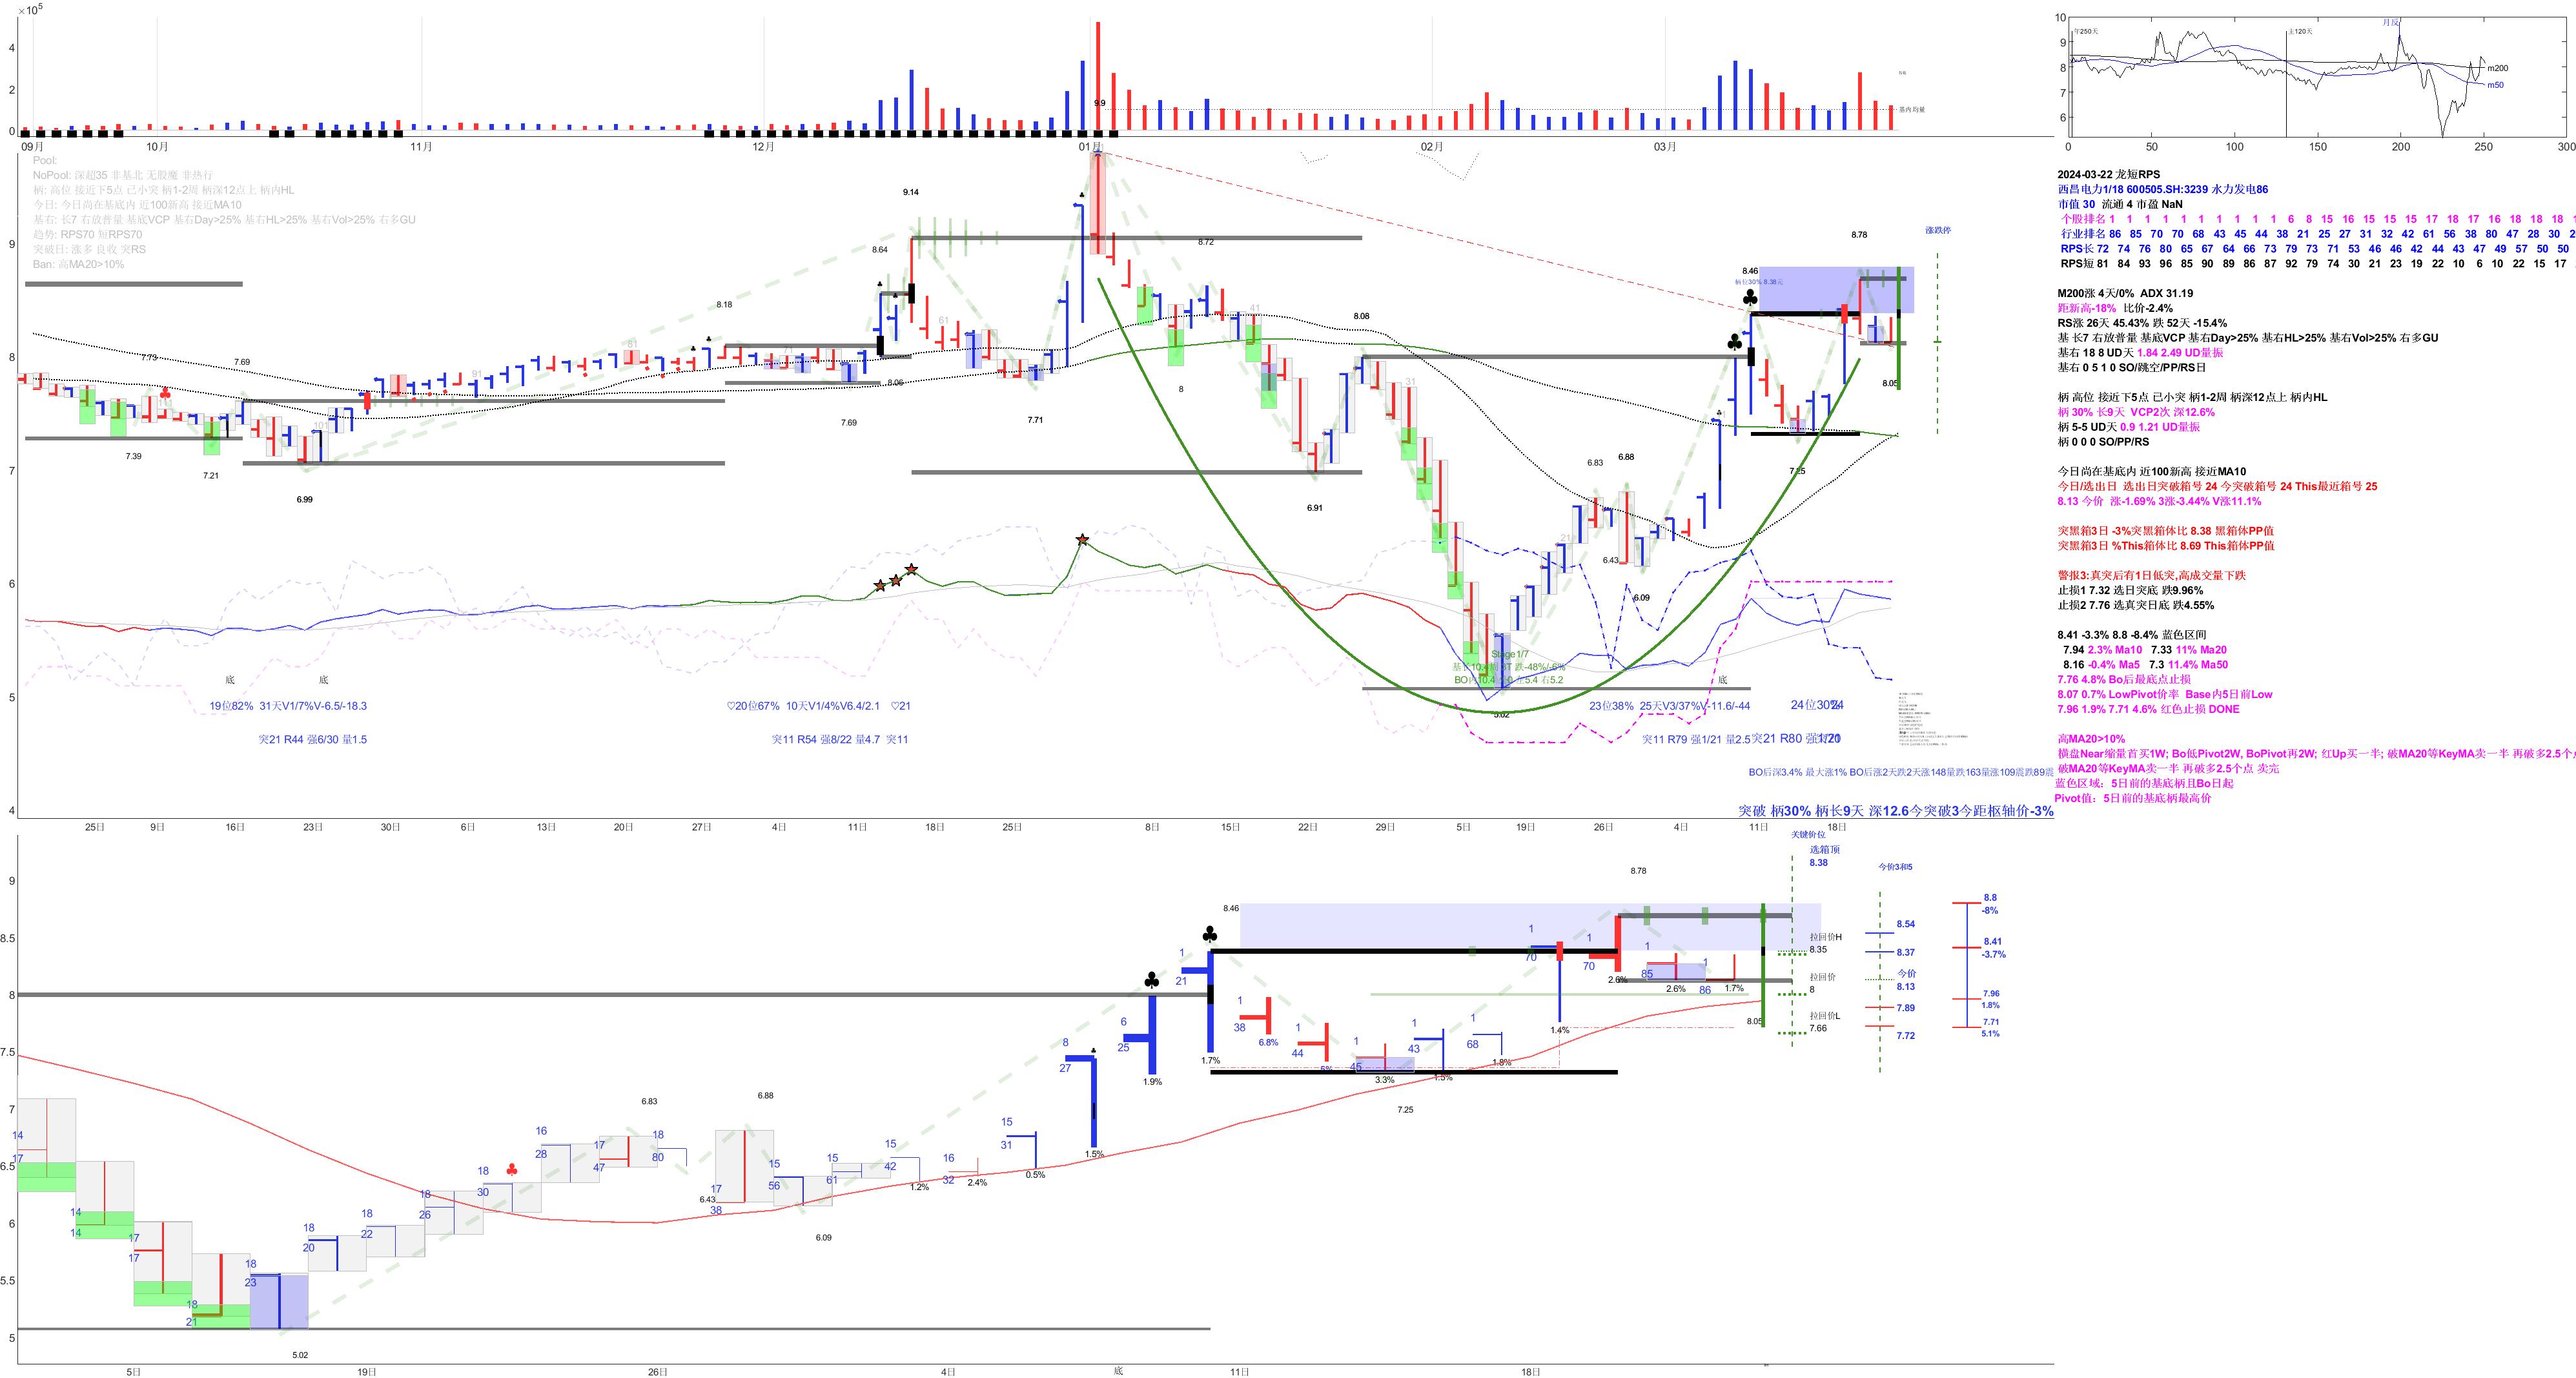 ×10⁵
4
2
0
9.9
基内均量
09月 10月 11月 12月 01月 02月 03月
Pool:
NoPool: 深超35 非基北 无股魔 非热行
柄: 高位 接近下5点 已小突 柄1-2周 柄深12点上 柄内HL
今日: 今日尚在基底内 近100新高 接近MA10
基右: 长7 右放普量 基底VCP 基右Day>25% 基右HL>25% 基右Vol>25% 右多GU
趋势: RPS70 短RPS70
突破日: 涨多 良收 突RS
Ban: 高MA20>10%
9
8
7
6
5
4
7.73
7.69
7.39
7.21
6.99
101
91
81
8.18
71
7.69
8.06
8.64
9.14
61
7.71
8.72
8
41
8.08
6.91
31
5.02
21
6.83
6.88
6.43
6.09
8.46
柄位30% 8.38元
7.25
8.78
8.05
涨跌停
Stage1/7
底
底
底
19位82% 31天V1/7%V-6.5/-18.3
突21 R44 强6/30 量1.5
♡20位67% 10天V1/4%V6.4/2.1 ♡21
突11 R54 强8/22 量4.7 突11
23位38% 25天V3/37%V-11.6/-44
24位30%
突11 R79 强1/21 量2.5
突21 R80 强1/70
BO后深3.4% 最大涨1% BO后涨2天跌2天涨148量跌163量涨109震跌89震
突破 柄30% 柄长9天 深12.6今突破3今距枢轴价-3%
25日 9日 16日 23日 30日 6日 13日 20日 27日 4日 11日 18日 25日 8日 15日 22日 29日 5日 19日 26日 4日 11日 18日
10
9
8
7
6
年250天
主120天
月反
m200
m50
0 50 100 150 200 250 300
2024-03-22 龙短RPS
西昌电力1/18 600505.SH:3239 水力发电86
市值 30 流通 4 市盈 NaN
个股排名 1 1 1 1 1 1 1 1 1 1 6 8 15 16 15 15 15 17 18 17 16 18 18 18
行业排名 86 85 70 70 68 43 45 44 38 21 25 27 31 32 42 61 56 38 80 47 28 30
RPS长 72 74 76 80 65 67 64 66 73 79 73 71 53 46 46 42 44 43 47 49 57 50 50
RPS短 81 84 93 96 85 90 89 86 87 92 79 74 30 21 23 19 22 10 6 10 22 15 17
M200涨 4天/0% ADX 31.19
距新高-18% 比价-2.4%
RS涨 26天 45.43% 跌 52天 -15.4%
基 长7 右放普量 基底VCP 基右Day>25% 基右HL>25% 基右Vol>25% 右多GU
基右 18 8 UD天 1.84 2.49 UD量振
基右 0 5 1 0 SO/跳空/PP/RS日
柄 高位 接近下5点 已小突 柄1-2周 柄深12点上 柄内HL
柄 30% 长9天 VCP2次 深12.6%
柄 5-5 UD天 0.9 1.21 UD量振
柄 0 0 0 SO/PP/RS
今日尚在基底内 近100新高 接近MA10
今日/选出日 选出日突破箱号 24 今突破箱号 24 This最近箱号 25
8.13 今价 涨-1.69% 3涨-3.44% V涨11.1%
突黑箱3日 -3%突黑箱体比 8.38 黑箱体PP值
突黑箱3日 %This箱体比 8.69 This箱体PP值
警报3:真突后有1日低突,高成交量下跌
止损1 7.32 选日突底 跌9.96%
止损2 7.76 选真突日底 跌4.55%
8.41 -3.3% 8.8 -8.4% 蓝色区间
7.94 2.3% Ma10 7.33 11% Ma20
8.16 -0.4% Ma5 7.3 11.4% Ma50
7.76 4.8% Bo后最底点止损
8.07 0.7% LowPivot价率 Base内5日前Low
7.96 1.9% 7.71 4.6% 红色止损 DONE
高MA20>10%
横盘Near缩量首买1W; Bo低Pivot2W, BoPivot再2W; 红Up买一半; 破MA20等KeyMA卖一半 再破多2.5个
破MA20等KeyMA卖一半 再破多2.5个点 卖完
蓝色区域：5日前的基底柄且Bo日起
Pivot值：5日前的基底柄最高价
9
8.5
8
7.5
7
6.5
6
5.5
5
14 17
14 14
17 17
18 21
18 23
5.02
18 20
18 22
18 26
18 30
16 28
17 47
6.83
18 80
6.43
17 38
6.88
15 56
6.09
15 61
15 42
1.2%
16 32
2.4%
15 31
0.5%
8 27
1.5%
6 25
1.9%
1 21
1.7%
8.46
1 38
6.8%
1 44
6%
45
3.3%
7.25
1 43
1.5%
1 68
1.8%
1 70
1.4%
1 70
2.6%
8.78
1 85
2.6%
1 86
1.7%
8.05
关键价位
选箱顶
8.38
拉回价H
8.35
拉回价
8
拉回价L
7.66
今价3和5
8.54
8.37
今价
8.13
7.89
7.72
8.8
-8%
8.41
-3.7%
7.96
1.8%
7.71
5.1%
5日 19日 26日 4日 底 11日 18日